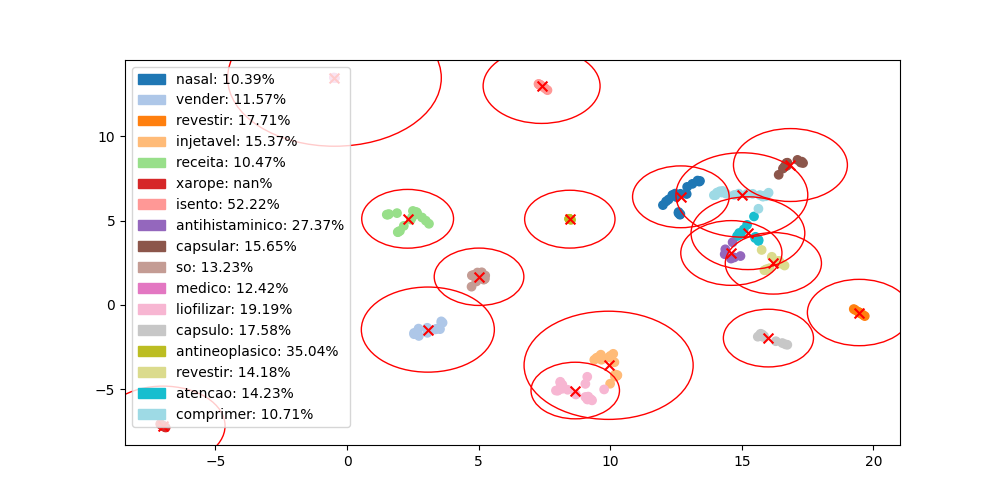 nasal: 10.39%
vender: 11.57%
revestir: 17.71%
injetavel: 15.37%
receita: 10.47%
xarope: nan%
isento: 52.22%
antihistaminico: 27.37%
capsular: 15.65%
so: 13.23%
medico: 12.42%
liofilizar: 19.19%
capsulo: 17.58%
antineoplasico: 35.04%
revestir: 14.18%
atencao: 14.23%
comprimer: 10.71%
10
5
0
−5
−5 0 5 10 15 20